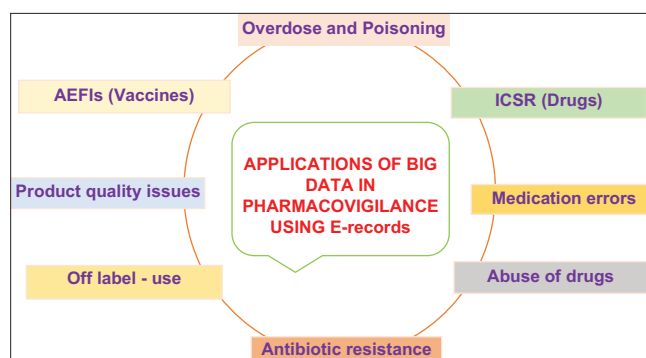 Overdose and Poisoning
AEFIs (Vaccines)
ICSR (Drugs)
APPLICATIONS OF BIG
DATA IN
PHARMACOVIGILANCE
USING E-records
Product quality issues
Medication errors
Off label - use
Abuse of drugs
Antibiotic resistance